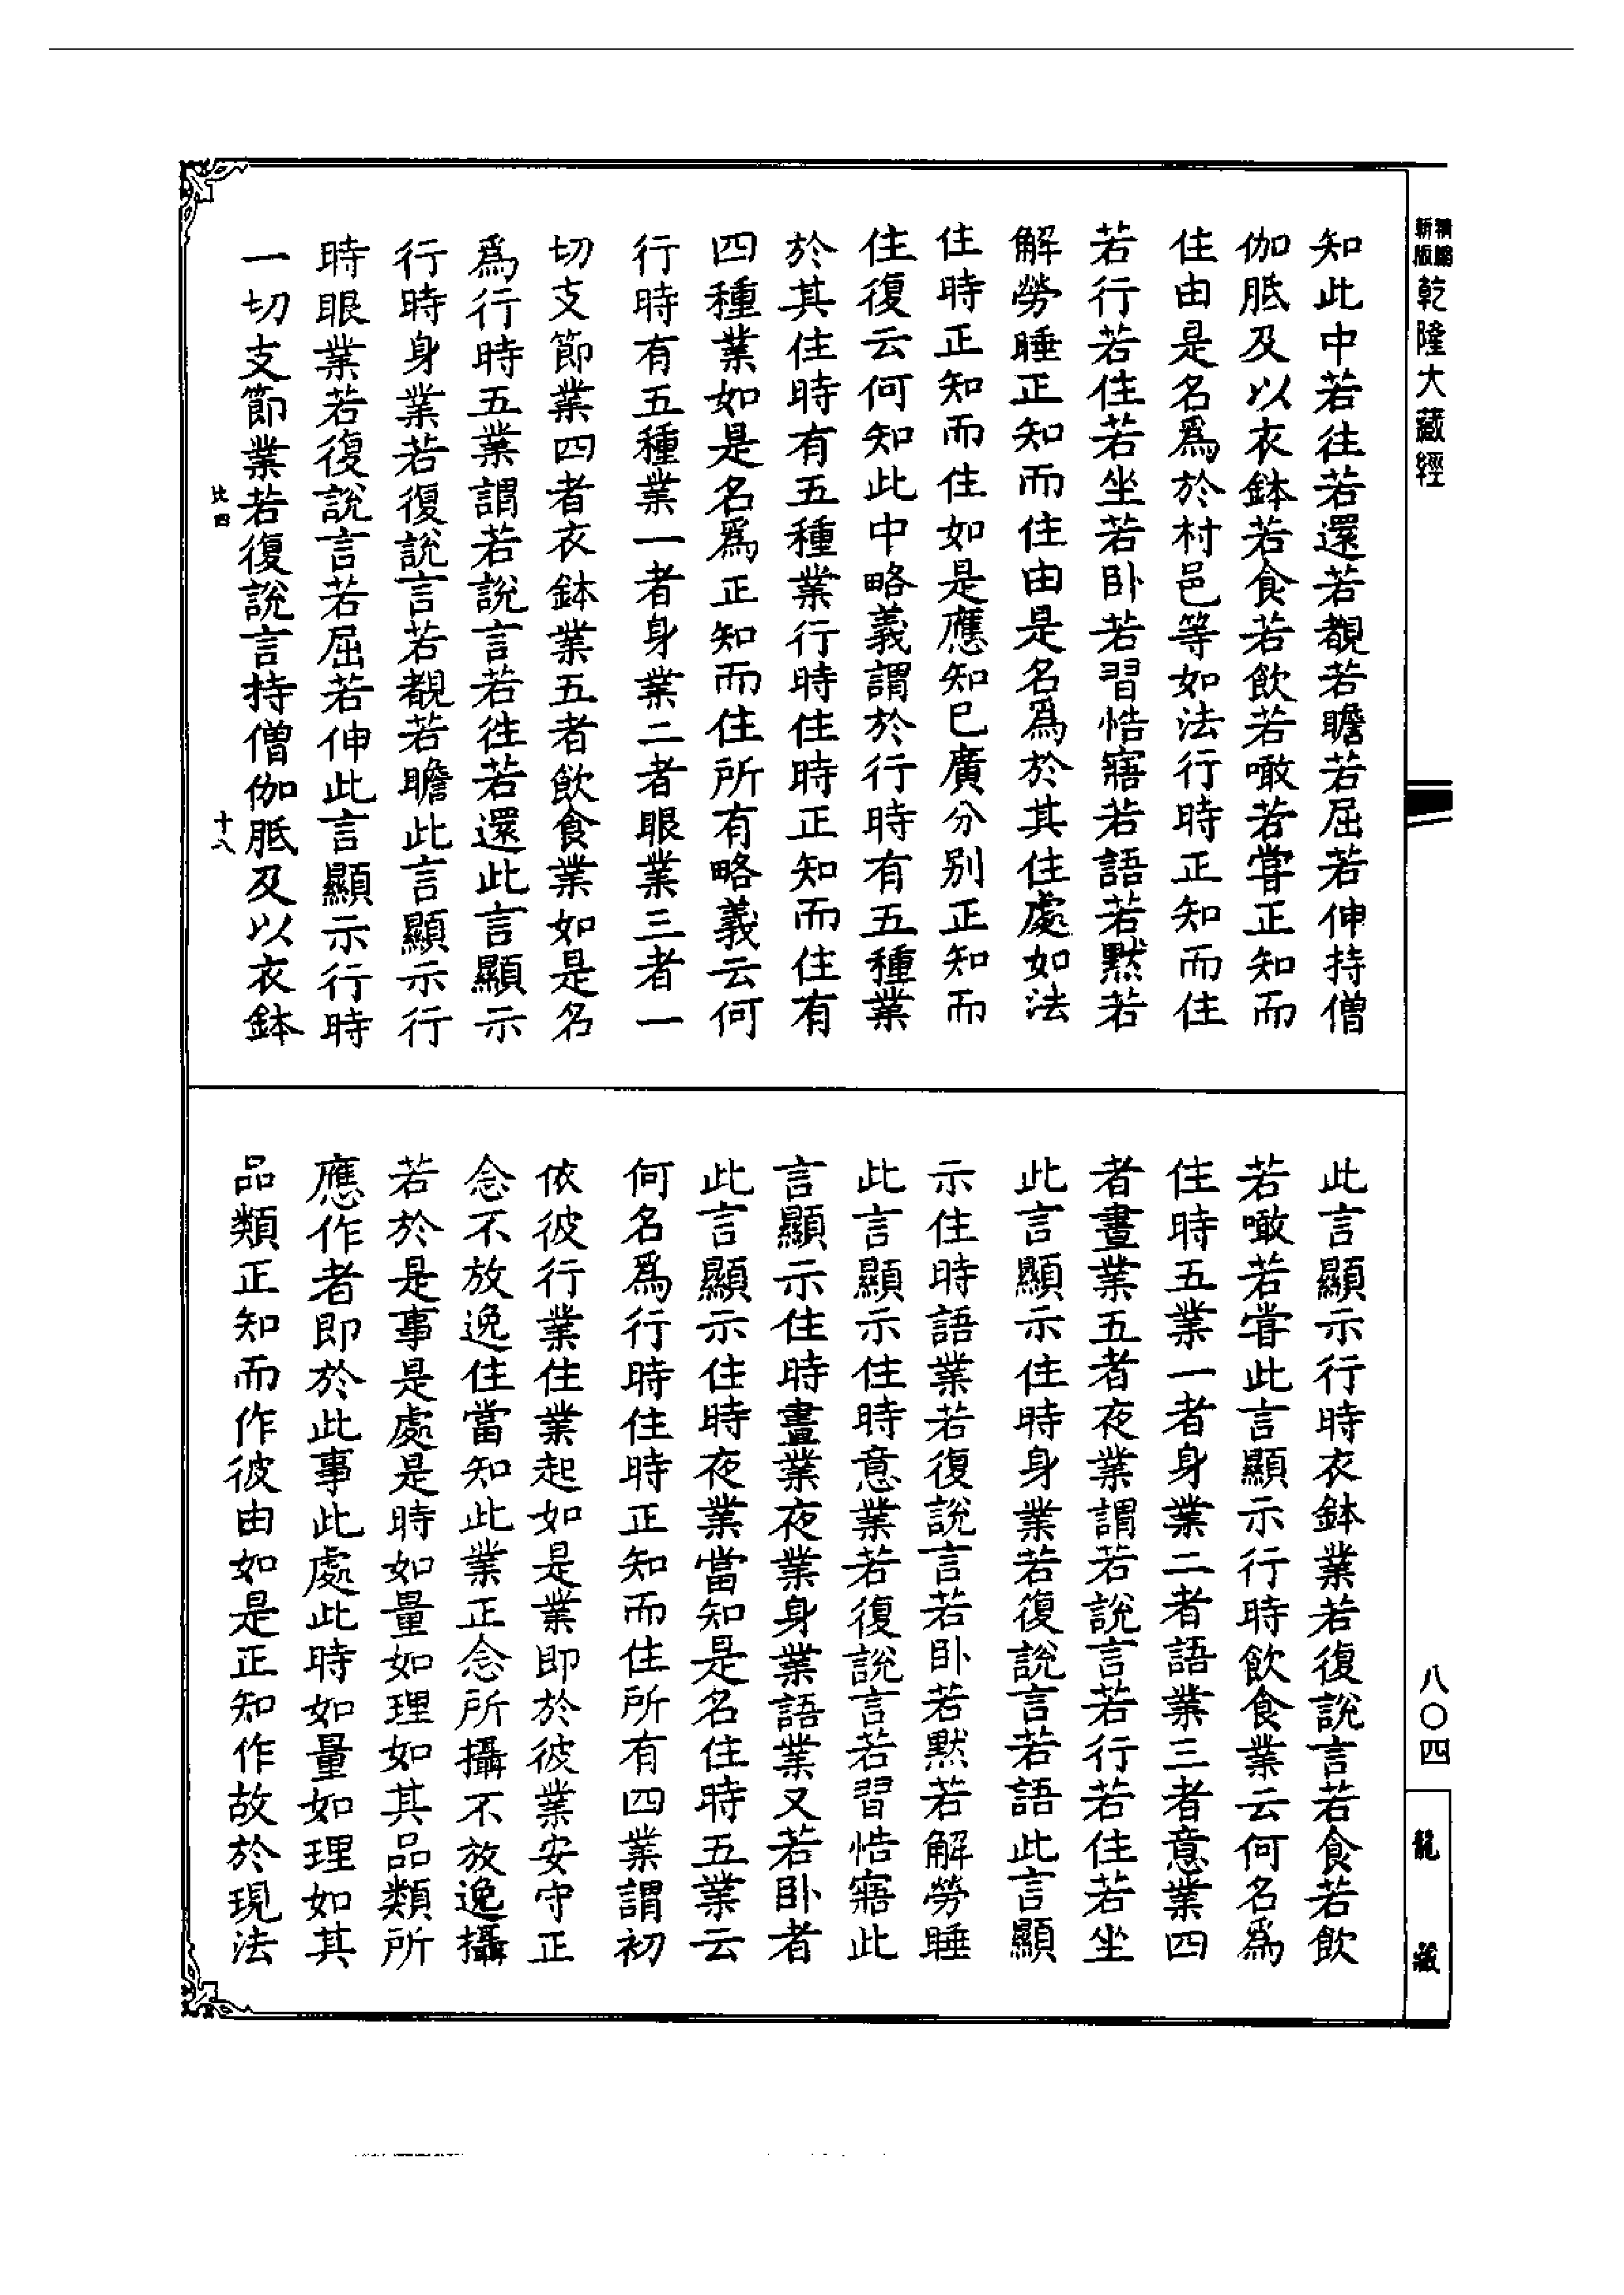 精縮
新版
乾隆大藏經
八〇四
龍藏
知此中若往若還若覩若瞻若屈若伸持僧
伽胝及以衣鉢若食若飲若噉若甞正知而
住由是名爲於村邑等如法行時正知而住
若行若住若坐若臥若習悎寤若語若默若
解勞睡正知而住由是名爲於其住處如法
住時正知而住如是應知已廣分別正知而
住復云何知此中略義謂於行時有五種業
於其住時有五種業行時住時正知而住有
四種業如是名爲正知而住所有略義云何
行時有五種業一者身業二者眼業三者一
切支節業四者衣鉢業五者飲食業如是名
爲行時五業謂若說言若往若還此言顯示
行時身業若復說言若覩若瞻此言顯示行
時眼業若復說言若屈若伸此言顯示行時
一切支節業若復說言持僧伽胝及以衣鉢
比四
十八
此言顯示行時衣鉢業若復說言若食若飲
若噉若甞此言顯示行時飲食業云何名爲
住時五業一者身業二者語業三者意業四
者晝業五者夜業謂若說言若行若住若坐
此言顯示住時身業若復說言若語此言顯
示住時語業若復說言若臥若默若解勞睡
此言顯示住時意業若復說言若習悎寤此
言顯示住時晝業夜業身業語業又若臥者
此言顯示住時夜業當知是名住時五業云
何名爲行時住時正知而住所有四業謂初
依彼行業住業起如是業即於彼業安守正
念不放逸住當知此業正念所攝不放逸攝
若於是事是處是時如量如理如其品類所
應作者即於此事此處此時如量如理如其
品類正知而作彼由如是正知作故於現法